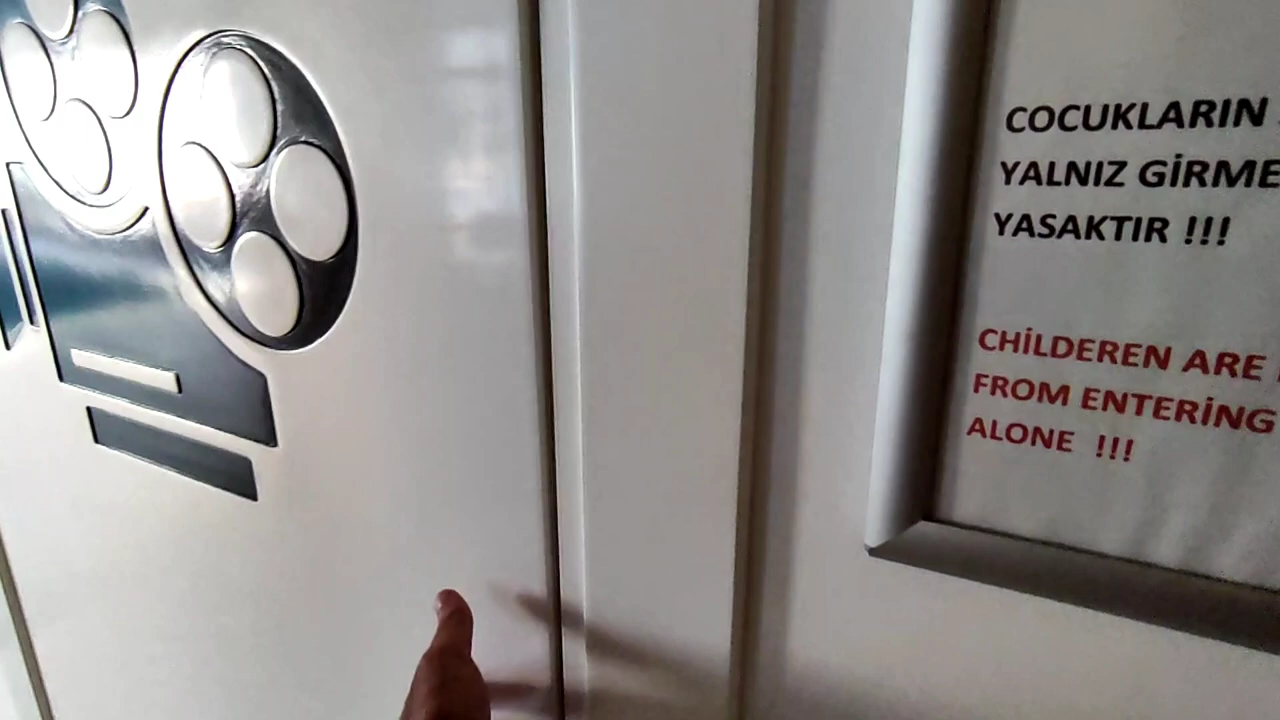 COCUKLARIN
YALNIZ GİRME
YASAKTIR !!!
CHİLDEREN ARE
FROM ENTERİNG
ALONE !!!